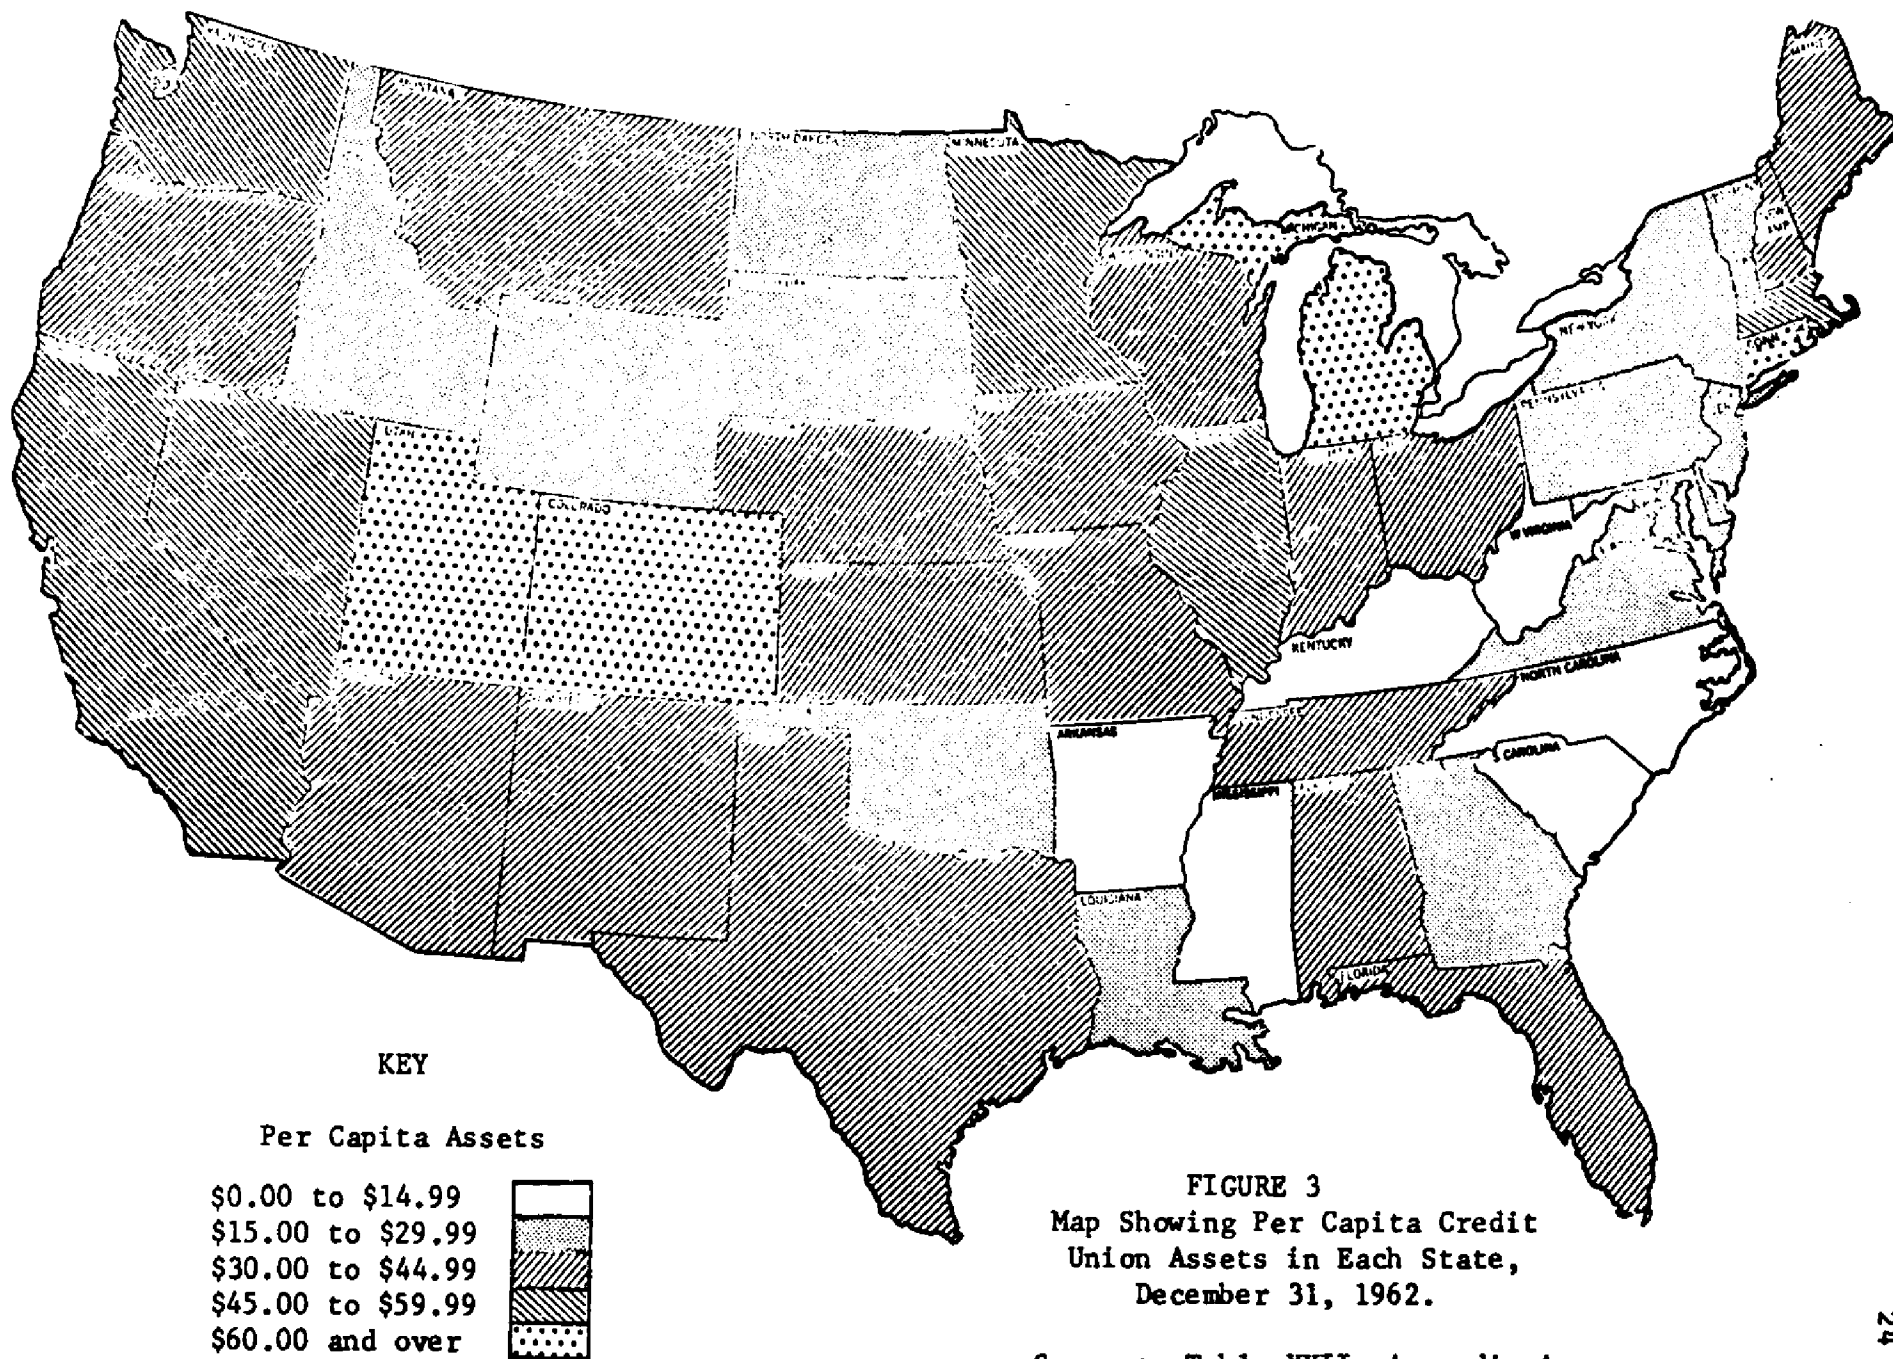 MINNESOTA
MICHIGAN
NEW YORK
CONN
UTAH
COLORADO
W VIRGINIA
KENTUCKY
NORTH CAROLINA
S CAROLINA
ARKANSAS
MISSISSIPPI
LOUISIANA
FLORIDA
KEY
Per Capita Assets
$0.00 to $14.99
$15.00 to $29.99
$30.00 to $44.99
$45.00 to $59.99
$60.00 and over
FIGURE 3
Map Showing Per Capita Credit
Union Assets in Each State,
December 31, 1962.
24